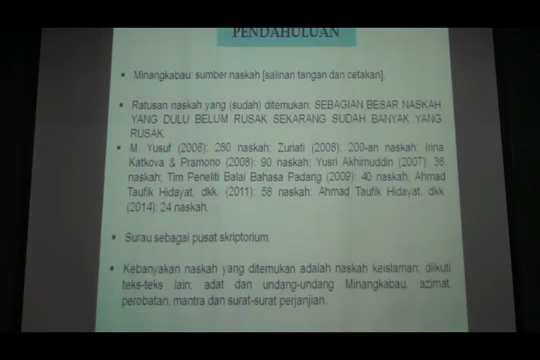 PENDAHULUAN
• Minangkabau: sumber naskah [salinan tangan dan cetakan].
• Ratusan naskah yang (sudah) ditemukan: SEBAGIAN BESAR NASKAH
YANG DULU BELUM RUSAK SEKARANG SUDAH BANYAK YANG
RUSAK.
• M. Yusuf (2006): 280 naskah; Zuriati (2008): 200-an naskah; Irina
Katkova & Pramono (2008): 90 naskah; Yusri Akhimuddin (2007): 36
naskah; Tim Peneliti Balai Bahasa Padang (2009): 40 naskah; Ahmad
Taufik Hidayat, dkk. (2011): 58 naskah; Ahmad Taufik Hidayat, dkk.
(2014): 24 naskah.
• Surau sebagai pusat skriptorium.
• Kebanyakan naskah yang ditemukan adalah naskah keislaman; diikuti
teks-teks lain: adat dan undang-undang Minangkabau, azimat,
perobatan, mantra dan surat-surat perjanjian.